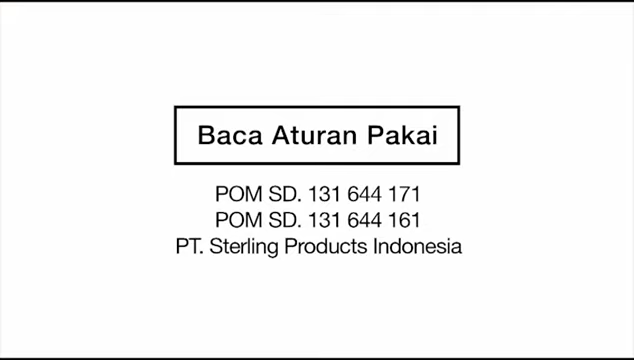 Baca Aturan Pakai
POM SD. 131 644 171
POM SD. 131 644 161
PT. Sterling Products Indonesia